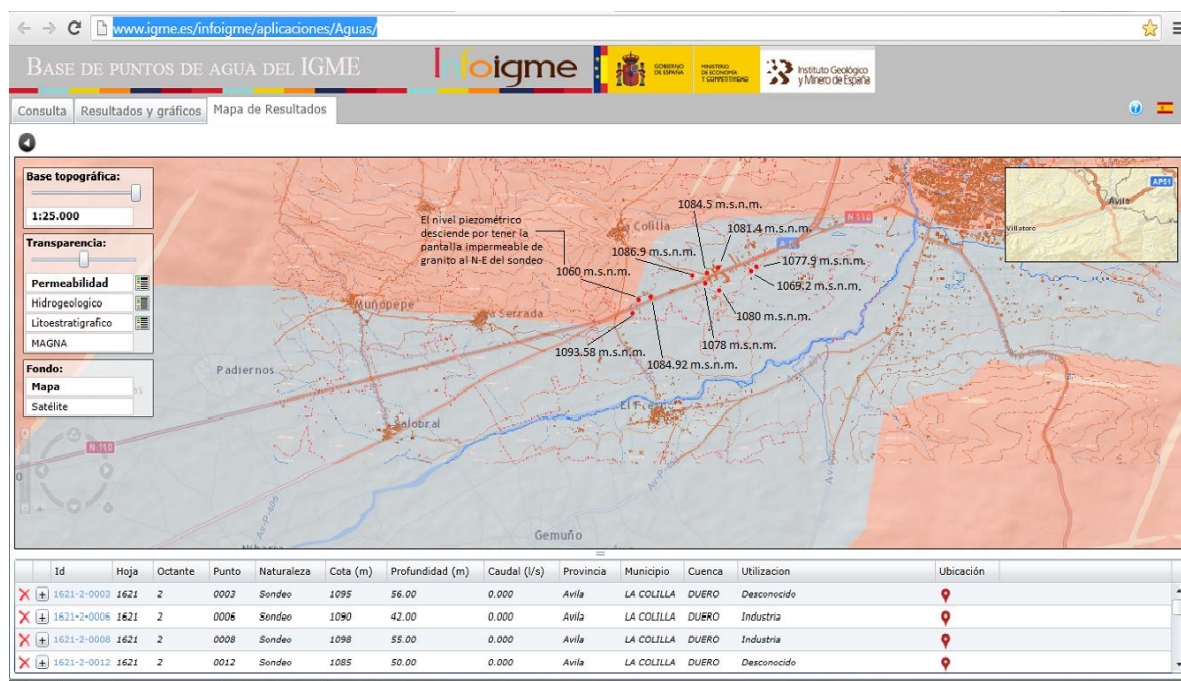 www.igme.es/infoigme/aplicaciones/Aguas/
BASE DE PUNTOS DE AGUA DEL IGME
Infoigme
GOBIERNO DE ESPAÑA
MINISTERIO DE ECONOMÍA Y COMPETITIVIDAD
Instituto Geológico y Minero de España
Consulta
Resultados y gráficos
Mapa de Resultados
Base topográfica:
1:25.000
Transparencia:
Permeabilidad
Hidrogeologico
Litoestratigrafico
MAGNA
Fondo:
Mapa
Satélite
El nivel piezométrico
desciende por tener la
pantalla impermeable de
granito al N-E del sondeo
1084.5 m.s.n.m.
1081.4 m.s.n.m.
1086.9 m.s.n.m.
1077.9 m.s.n.m.
1060 m.s.n.m.
1069.2 m.s.n.m.
1080 m.s.n.m.
1078 m.s.n.m.
1093.58 m.s.n.m.
1084.92 m.s.n.m.
La Colilla
N-110
Muñopepe
La Serrada
Padiernos
Salobral
N-110
Av-P-406
Gemuño
AP51
Avila
Villatoro
Id Hoja Octante Punto Naturaleza Cota (m) Profundidad (m) Caudal (l/s) Provincia Municipio Cuenca Utilizacion Ubicación
1621-2-0003 1621 2 0003 Sondeo 1095 56.00 0.000 Avila LA COLILLA DUERO Desconocido
1621-2-0006 1621 2 0006 Sondeo 1090 42.00 0.000 Avila LA COLILLA DUERO Industria
1621-2-0008 1621 2 0008 Sondeo 1098 55.00 0.000 Avila LA COLILLA DUERO Industria
1621-2-0012 1621 2 0012 Sondeo 1085 50.00 0.000 Avila LA COLILLA DUERO Desconocido